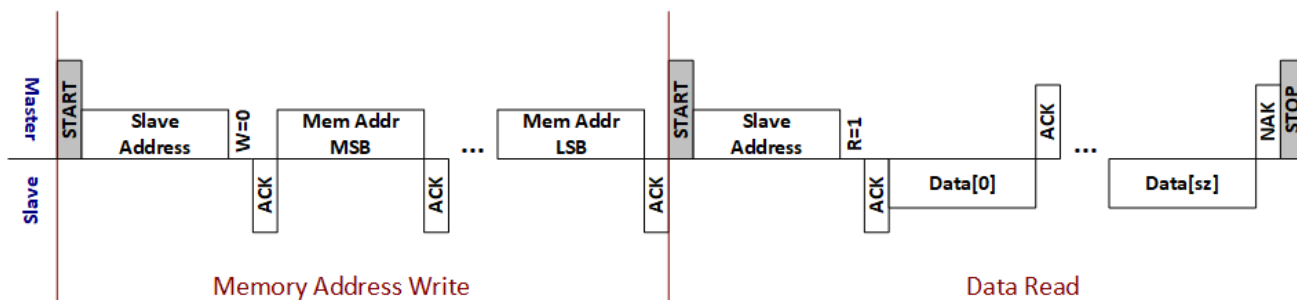 Master
START
Slave
Address
W=0
ACK
Mem Addr
MSB
ACK
...
Mem Addr
LSB
ACK
START
Slave
Address
R=1
ACK
Data[0]
ACK
...
Data[sz]
NAK
STOP
Slave
Memory Address Write
Data Read